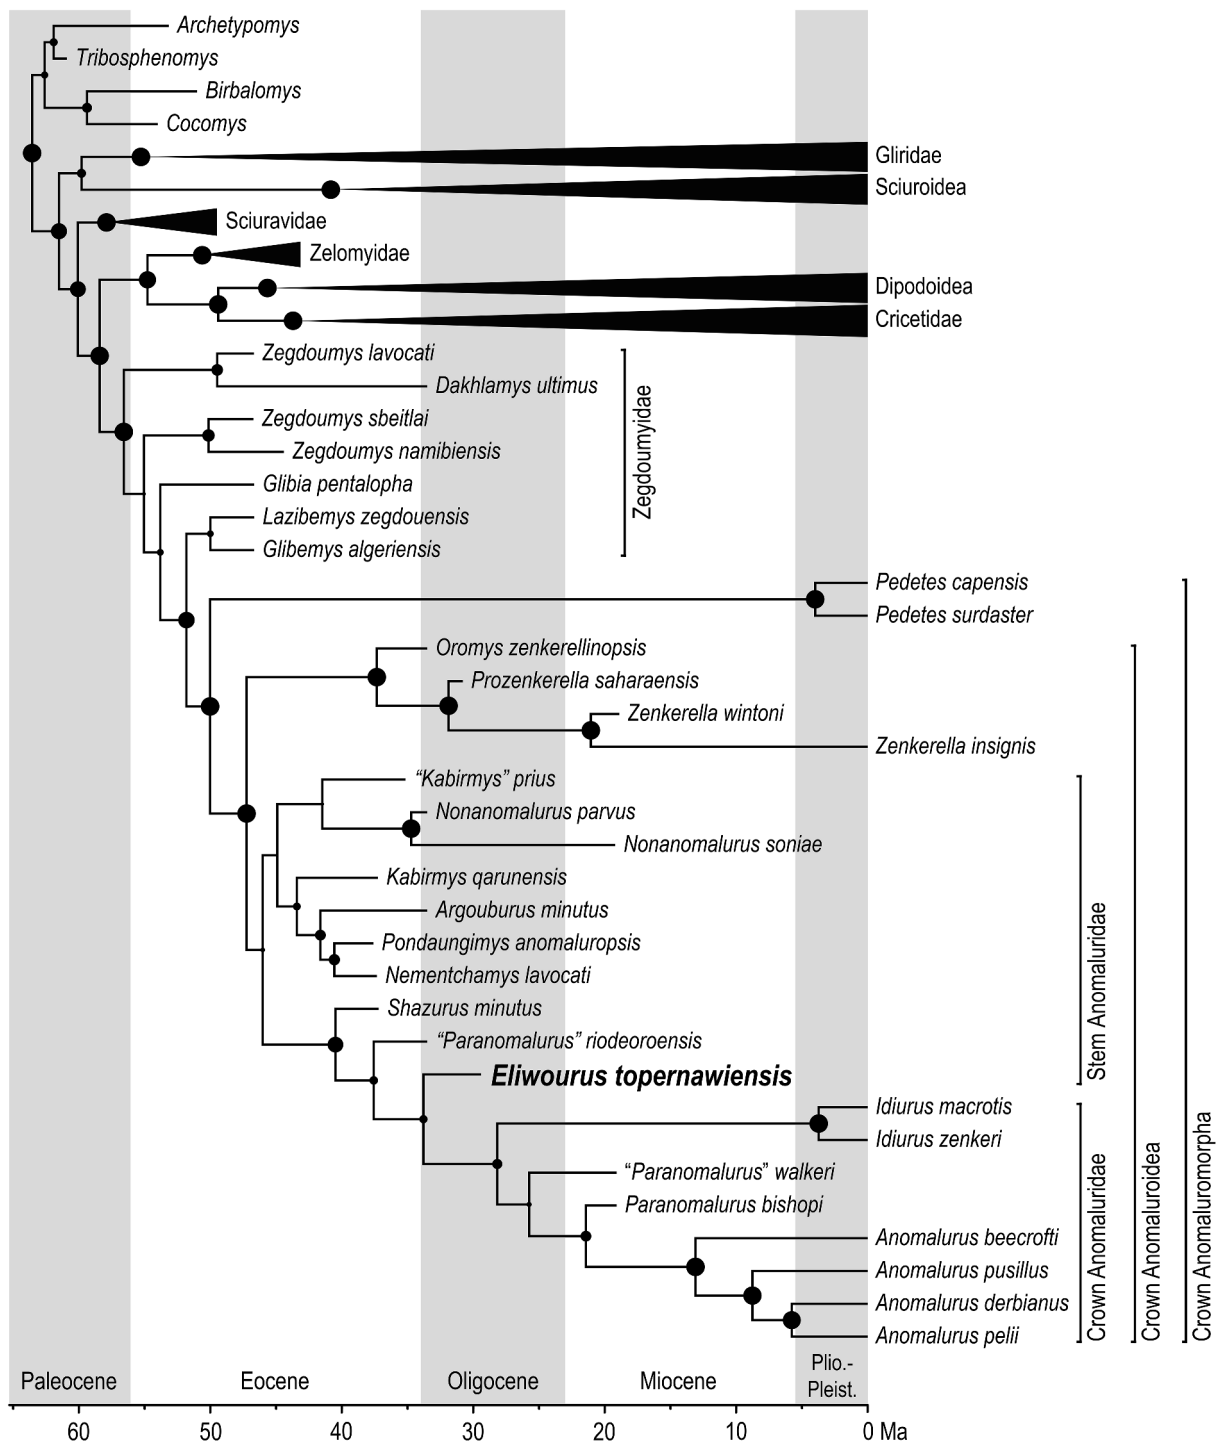 Archetypomys
Tribosphenomys
Birbalomys
Cocomys
Gliridae
Sciuroidea
Sciuravidae
Zelomyidae
Dipodoidea
Cricetidae
Zegdoumys lavocati
Dakhlamys ultimus
Zegdoumys sbeitlai
Zegdoumys namibiensis
Glibia pentalopha
Lazibemys zegdouensis
Glibemys algeriensis
Zegdoumyidae
Pedetes capensis
Pedetes surdaster
Oromys zenkerellinopsis
Prozenkerella saharaensis
Zenkerella wintoni
Zenkerella insignis
“Kabirmys” prius
Nonanomalurus parvus
Nonanomalurus soniae
Kabirmys qarunensis
Argouburus minutus
Pondaungimys anomaluropsis
Nementchamys lavocati
Shazurus minutus
“Paranomalurus” riodeoroensis
Eliwourus topernawiensis
Stem Anomaluridae
Idiurus macrotis
Idiurus zenkeri
“Paranomalurus” walkeri
Paranomalurus bishopi
Anomalurus beecrofti
Anomalurus pusillus
Anomalurus derbianus
Anomalurus pelii
Crown Anomaluridae
Crown Anomaluroidea
Crown Anomaluromorpha
Paleocene
Eocene
Oligocene
Miocene
Plio.-
Pleist.
60
50
40
30
20
10
0 Ma